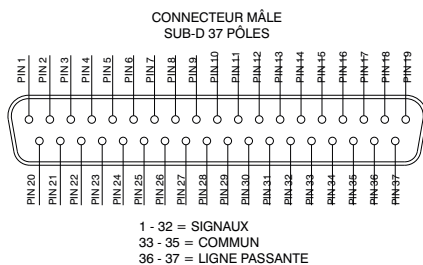 CONNECTEUR MÂLE
SUB-D 37 PÔLES
PIN 1
PIN 2
PIN 3
PIN 4
PIN 5
PIN 6
PIN 7
PIN 8
PIN 9
PIN 10
PIN 11
PIN 12
PIN 13
PIN 14
PIN 15
PIN 16
PIN 17
PIN 18
PIN 19
PIN 20
PIN 21
PIN 22
PIN 23
PIN 24
PIN 25
PIN 26
PIN 27
PIN 28
PIN 29
PIN 30
PIN 31
PIN 32
PIN 33
PIN 34
PIN 35
PIN 36
PIN 37
1 - 32 = SIGNAUX
33 - 35 = COMMUN
36 - 37 = LIGNE PASSANTE